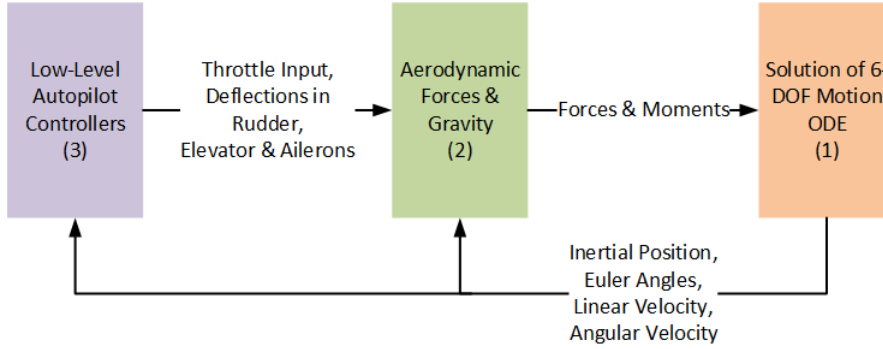 Low-Level
Autopilot
Controllers
(3)
Throttle Input,
Deflections in
Rudder,
Elevator & Ailerons
Aerodynamic
Forces &
Gravity
(2)
Forces & Moments
Solution of 6-
DOF Motion
ODE
(1)
Inertial Position,
Euler Angles,
Linear Velocity,
Angular Velocity